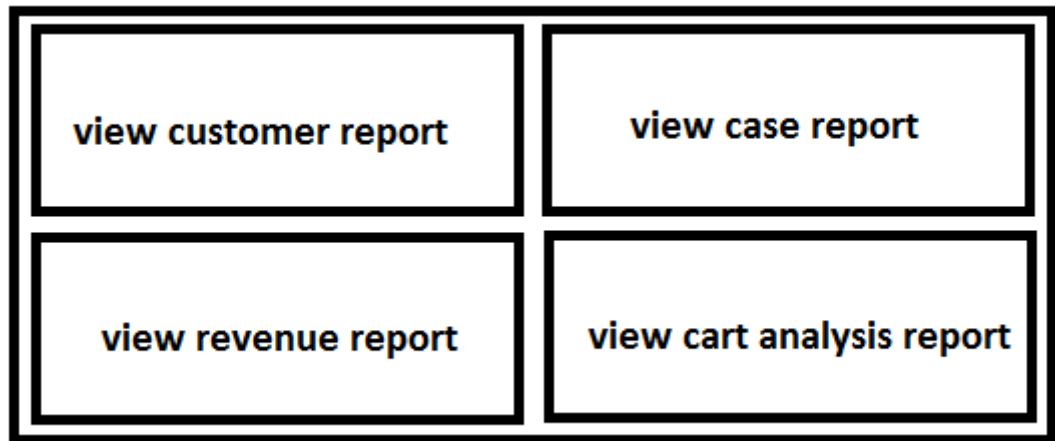 view customer report
view case report
view revenue report
view cart analysis report